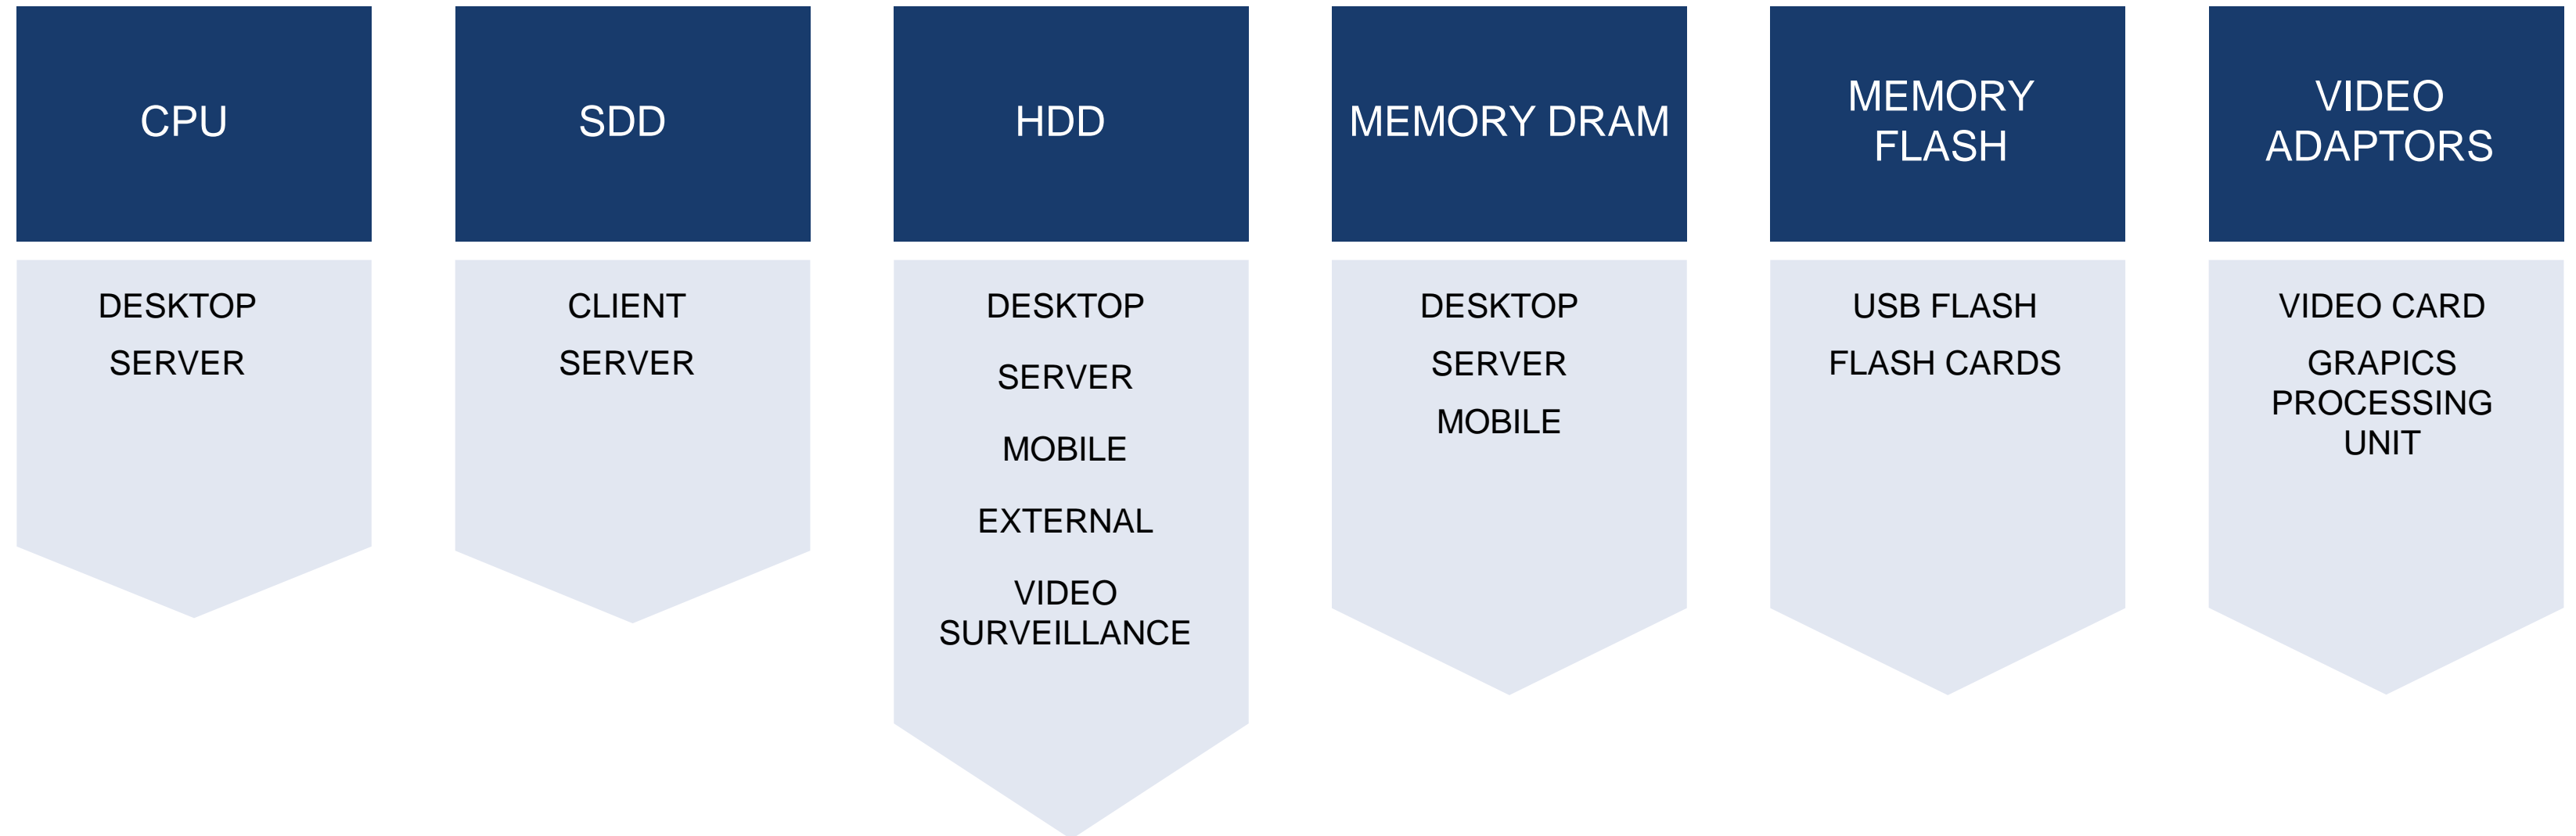 CPU
DESKTOP
SERVER
SDD
CLIENT
SERVER
HDD
DESKTOP
SERVER
MOBILE
EXTERNAL
VIDEO
SURVEILLANCE
MEMORY DRAM
DESKTOP
SERVER
MOBILE
MEMORY
FLASH
USB FLASH
FLASH CARDS
VIDEO
ADAPTORS
VIDEO CARD
GRAPICS
PROCESSING
UNIT